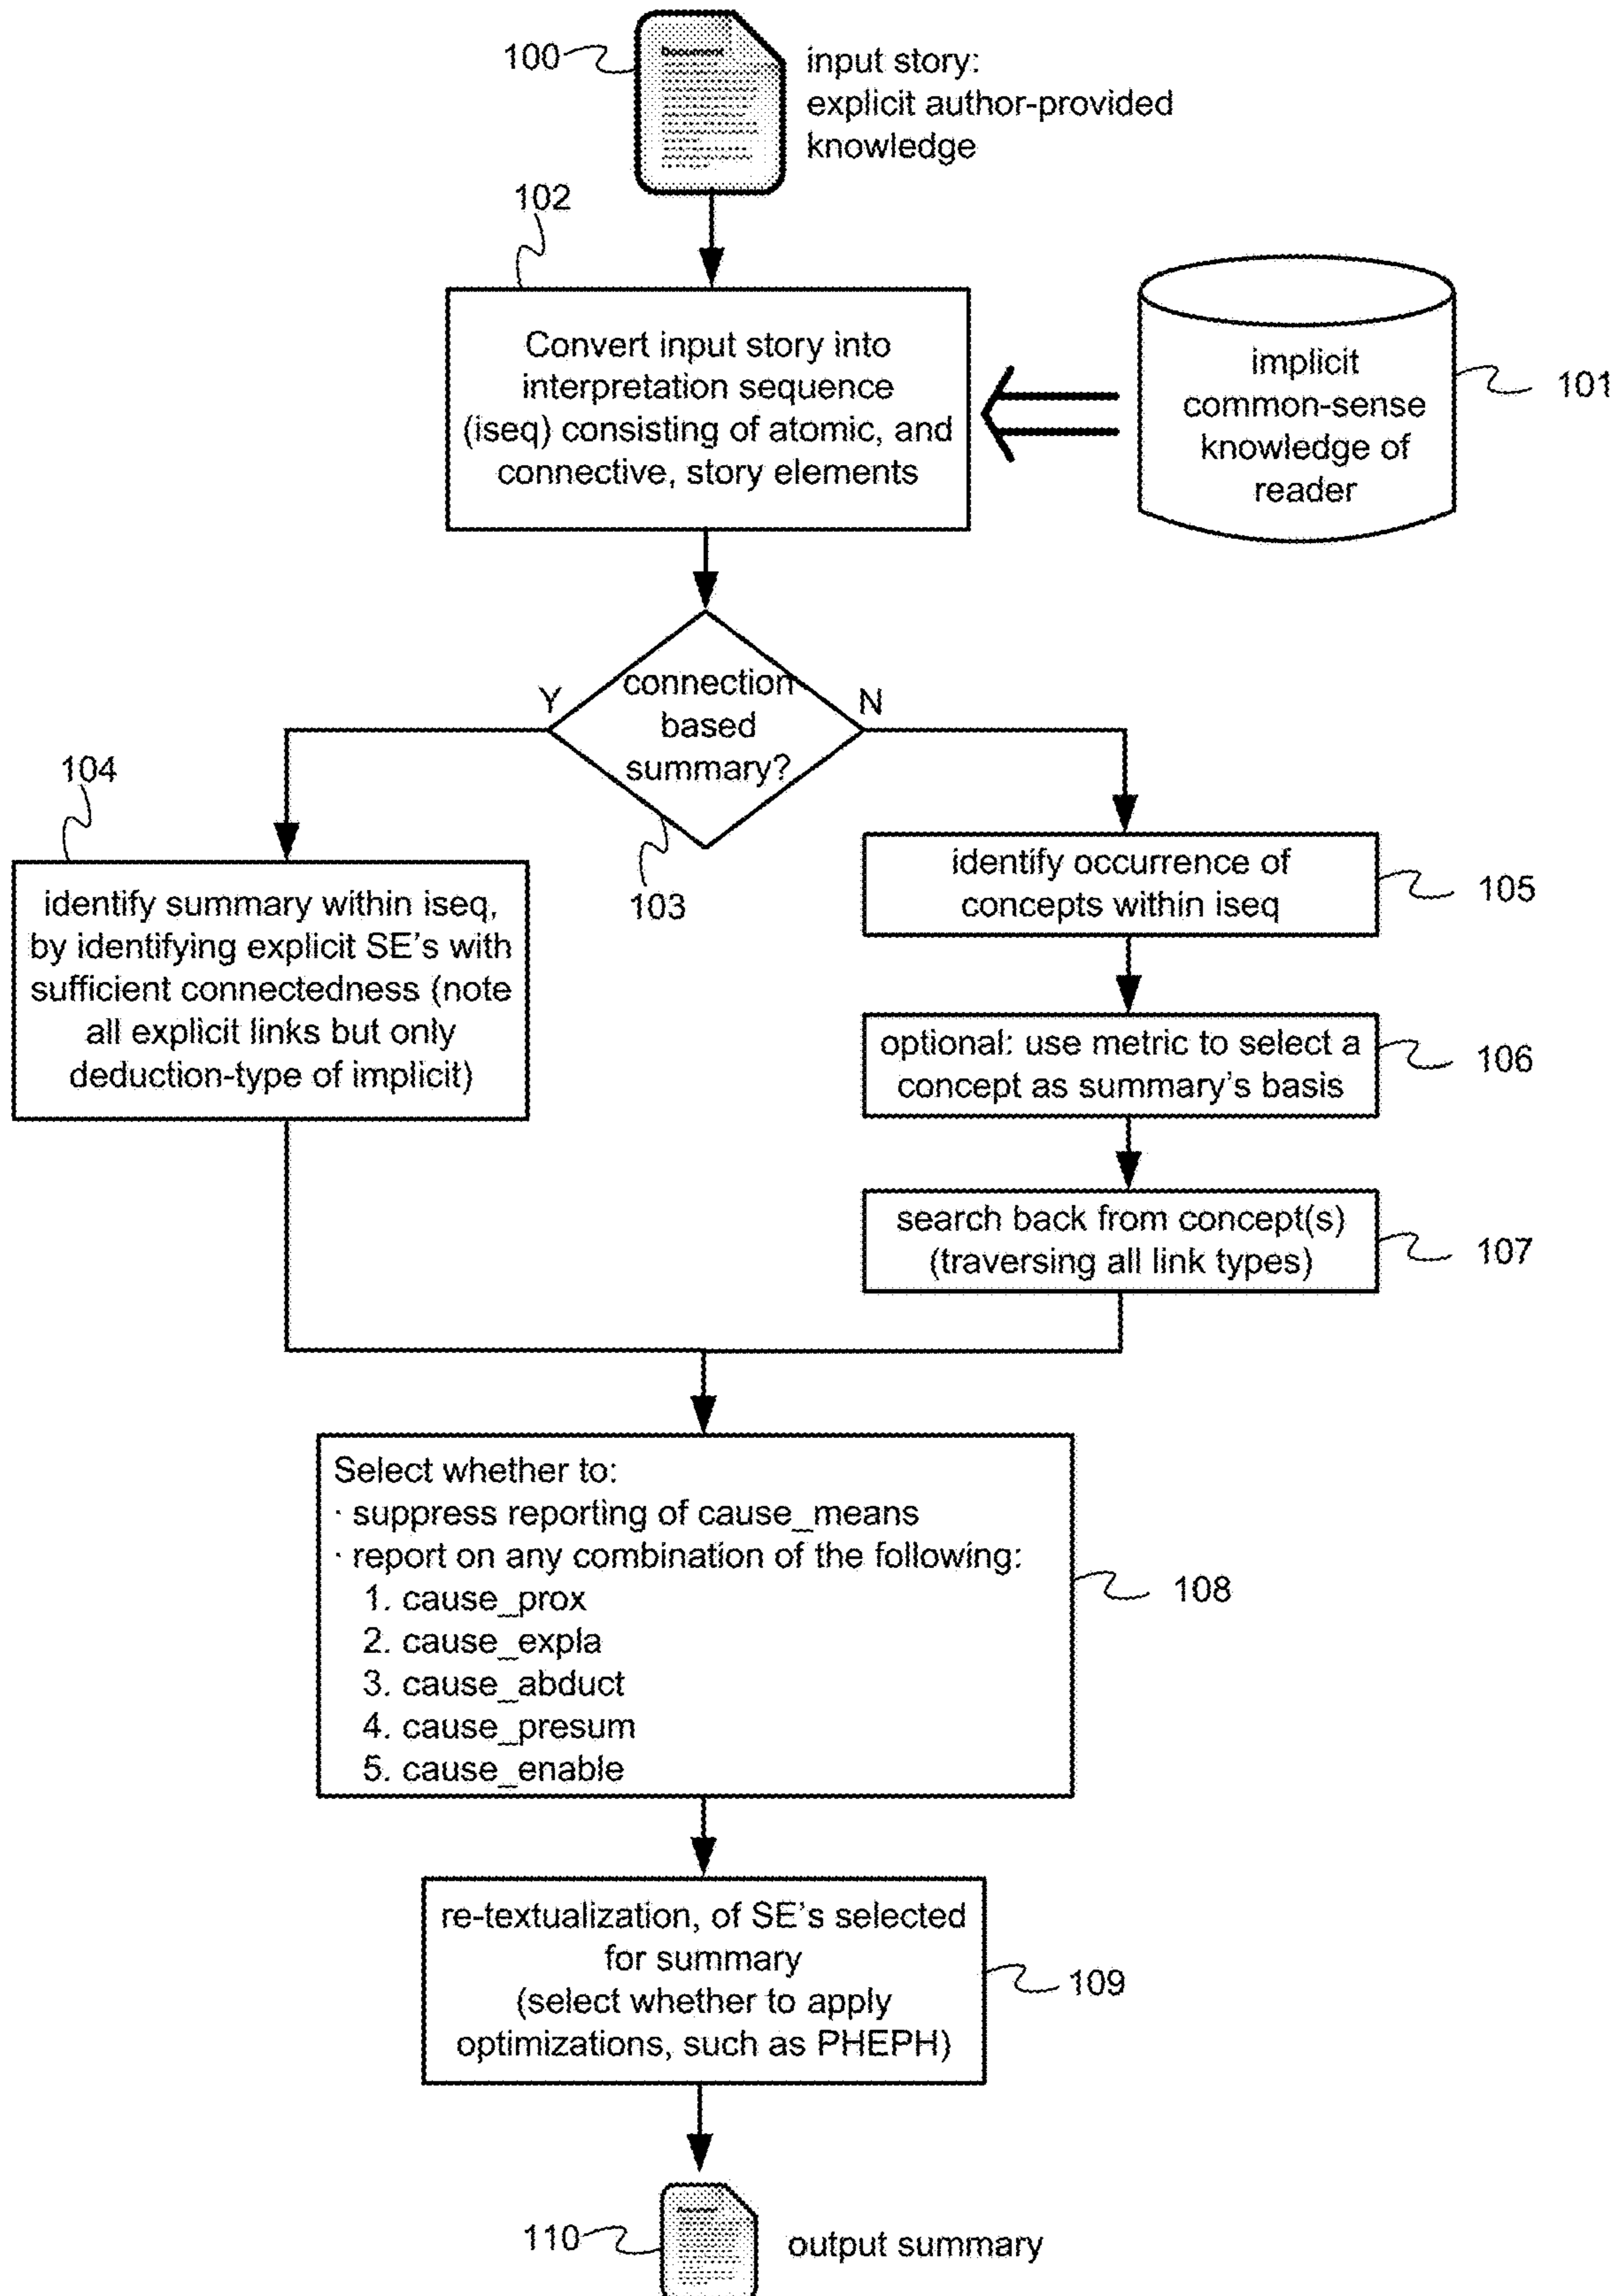 100
Document
input story:
explicit author-provided
knowledge
102
Convert input story into
interpretation sequence
(iseq) consisting of atomic, and
connective, story elements
implicit
common-sense
knowledge of
reader
101
Y
connection
based
summary?
N
103
104
identify summary within iseq,
by identifying explicit SE's with
sufficient connectedness (note
all explicit links but only
deduction-type of implicit)
identify occurrence of
concepts within iseq
105
optional: use metric to select a
concept as summary's basis
106
search back from concept(s)
(traversing all link types)
107
Select whether to:
· suppress reporting of cause_means
· report on any combination of the following:
1. cause_prox
2. cause_expla
3. cause_abduct
4. cause_presum
5. cause_enable
108
re-textualization, of SE's selected
for summary
(select whether to apply
optimizations, such as PHEPH)
109
110
output summary